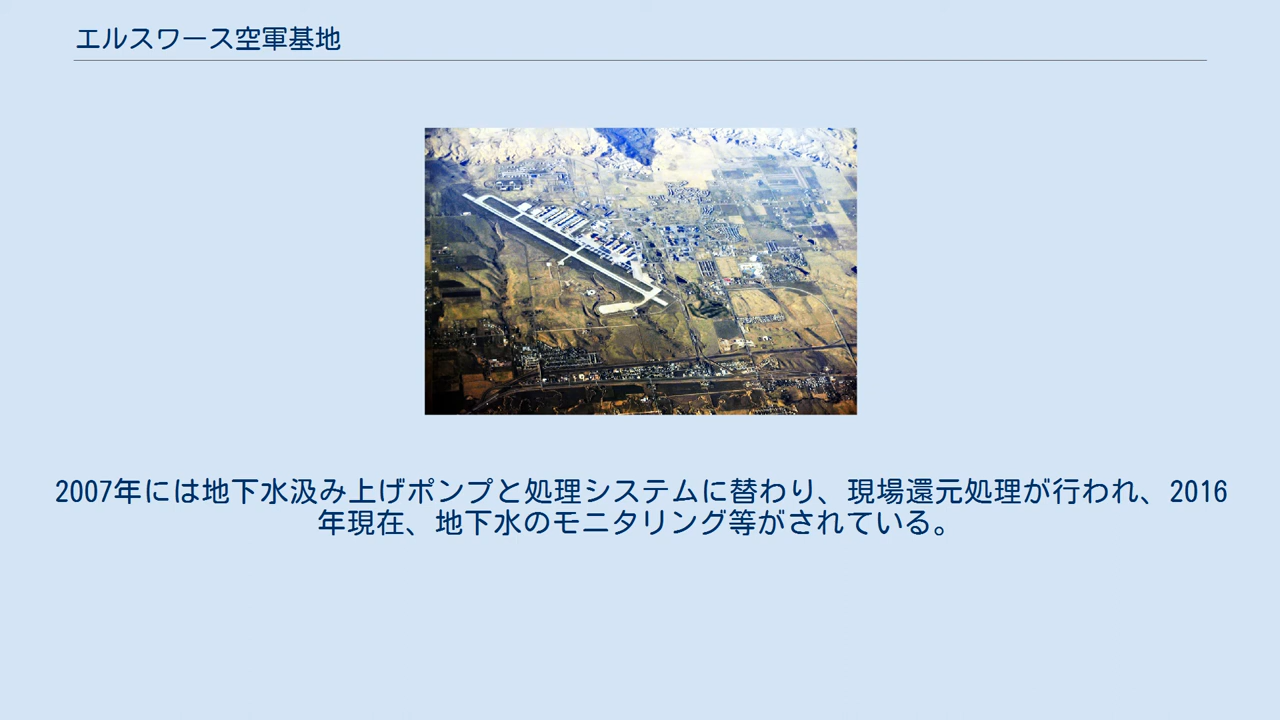 エルスワース空軍基地
2007年には地下水汲み上げポンプと処理システムに替わり、現場還元処理が行われ、2016
年現在、地下水のモニタリング等がされている。